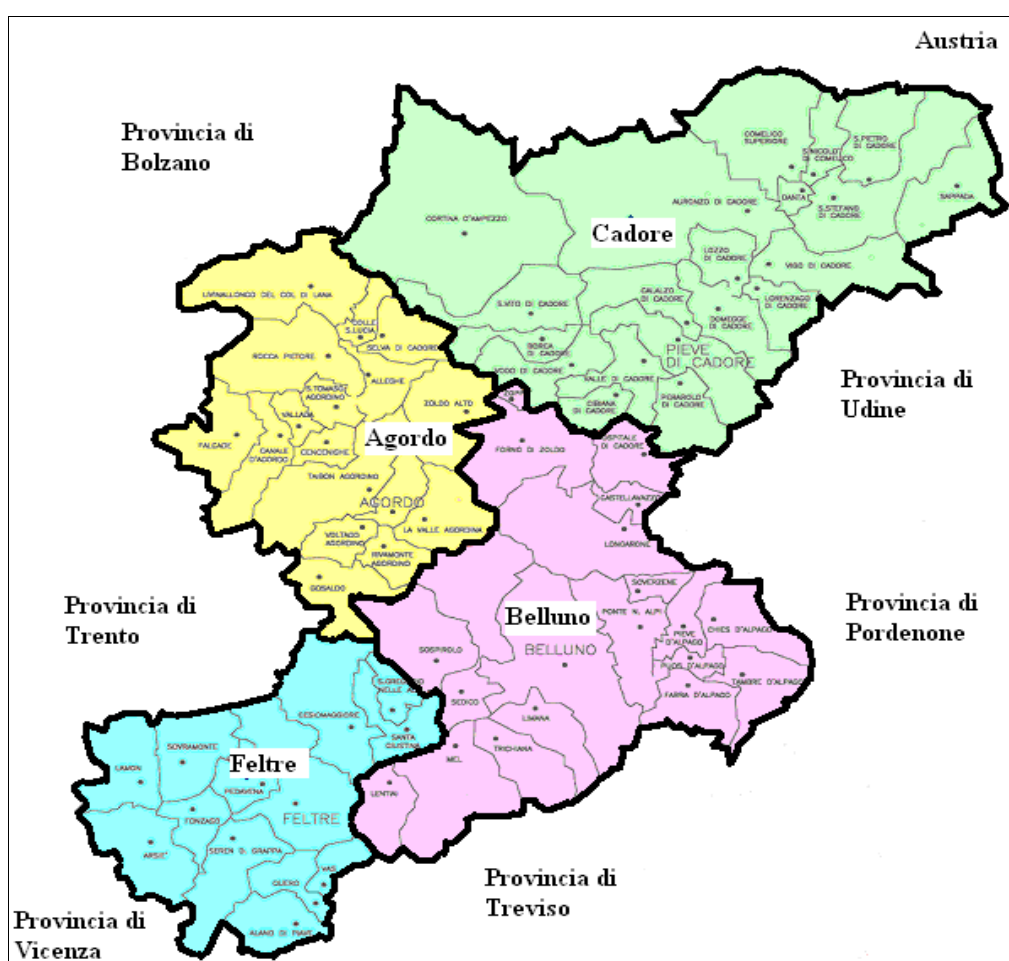 Austria
Provincia di
Bolzano
COMELICO
SUPERIORE
S.PIETRO
DI CADORE
S.NICOLO'
DI COMELICO
DANTA
S.STEFANO
DI CADORE
SAPPADA
AURONZO DI CADORE
CORTINA D'AMPEZZO
Cadore
LOZZO
DI CADORE
VIGO DI CADORE
LORENZAGO
DI CADORE
CALALZO
DI CADORE
DOMEGGE
DI CADORE
S.VITO DI CADORE
BORCA
DI CADORE
PIEVE
DI CADORE
VODO DI CADORE
VALLE DI CADORE
CIBIANA
DI CADORE
PERAROLO
DI CADORE
LIVINALLONGO DEL COL DI LANA
COLLE
S.LUCIA
SELVA DI CADORE
ROCCA PIETORE
ALLEGHE
S.TOMASO
AGORDINO
ZOLDO ALTO
VALLADA
FALCADE
CANALE
D'AGORDO
CENCENIGHE
Agordo
TAIBON AGORDINO
AGORDO
VOLTAGO
AGORDINO
LA VALLE AGORDINA
RIVAMONTE
AGORDINO
GOSALDO
Provincia di
Udine
FORNO DI ZOLDO
OSPITALE
DI CADORE
CASTELLAVAZZO
LONGARONE
SOVERZENE
PONTE N. ALPI
Belluno
BELLUNO
PIEVE
D'ALPAGO
CHIES D'ALPAGO
PUOS D'ALPAGO
TAMBRE D'ALPAGO
FARRA D'ALPAGO
SOSPIROLO
SEDICO
LIMANA
TRICHIANA
MEL
LENTIAI
Provincia di
Trento
Provincia di
Pordenone
S.GREGORIO
NELLE
CESIOMAGGIORE
SANTA
GIUSTINA
SOVRAMONTE
LAMON
Feltre
PEDAVENA
FONZASO
FELTRE
ARSIE'
SEREN D. GRAPPA
QUERO
VAS
ALANO DI PIAVE
Provincia di
Treviso
Provincia di
Vicenza